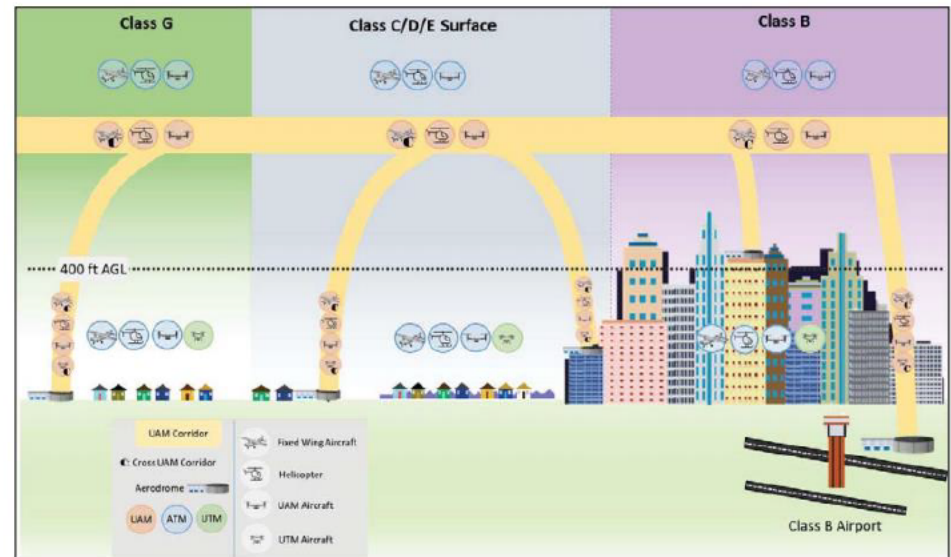 Class G
Class C/D/E Surface
Class B
400 ft AGL
UAM Corridor
Cross UAM Corridor
Aerodrome
UAM
ATM
UTM
Fixed Wing Aircraft
Helicopter
UAM Aircraft
UTM Aircraft
Class B Airport